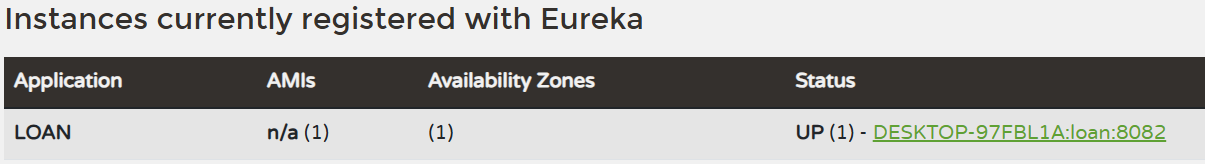 Instances currently registered with Eureka
Application AMIs Availability Zones Status
LOAN n/a (1) (1) UP (1) - DESKTOP-97FBL1A:loan:8082